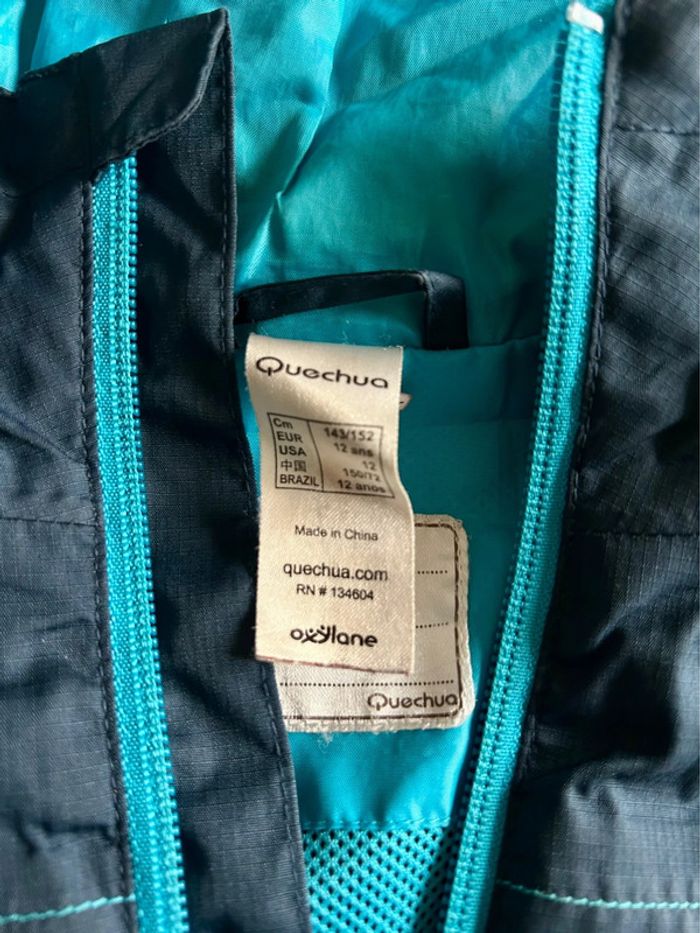 Quechua
Cm 143/152
EUR 12 ans
USA 12
中国 150/72
BRAZIL 12 anos
Made in China
quechua.com
RN # 134604
oxylane
Quechua